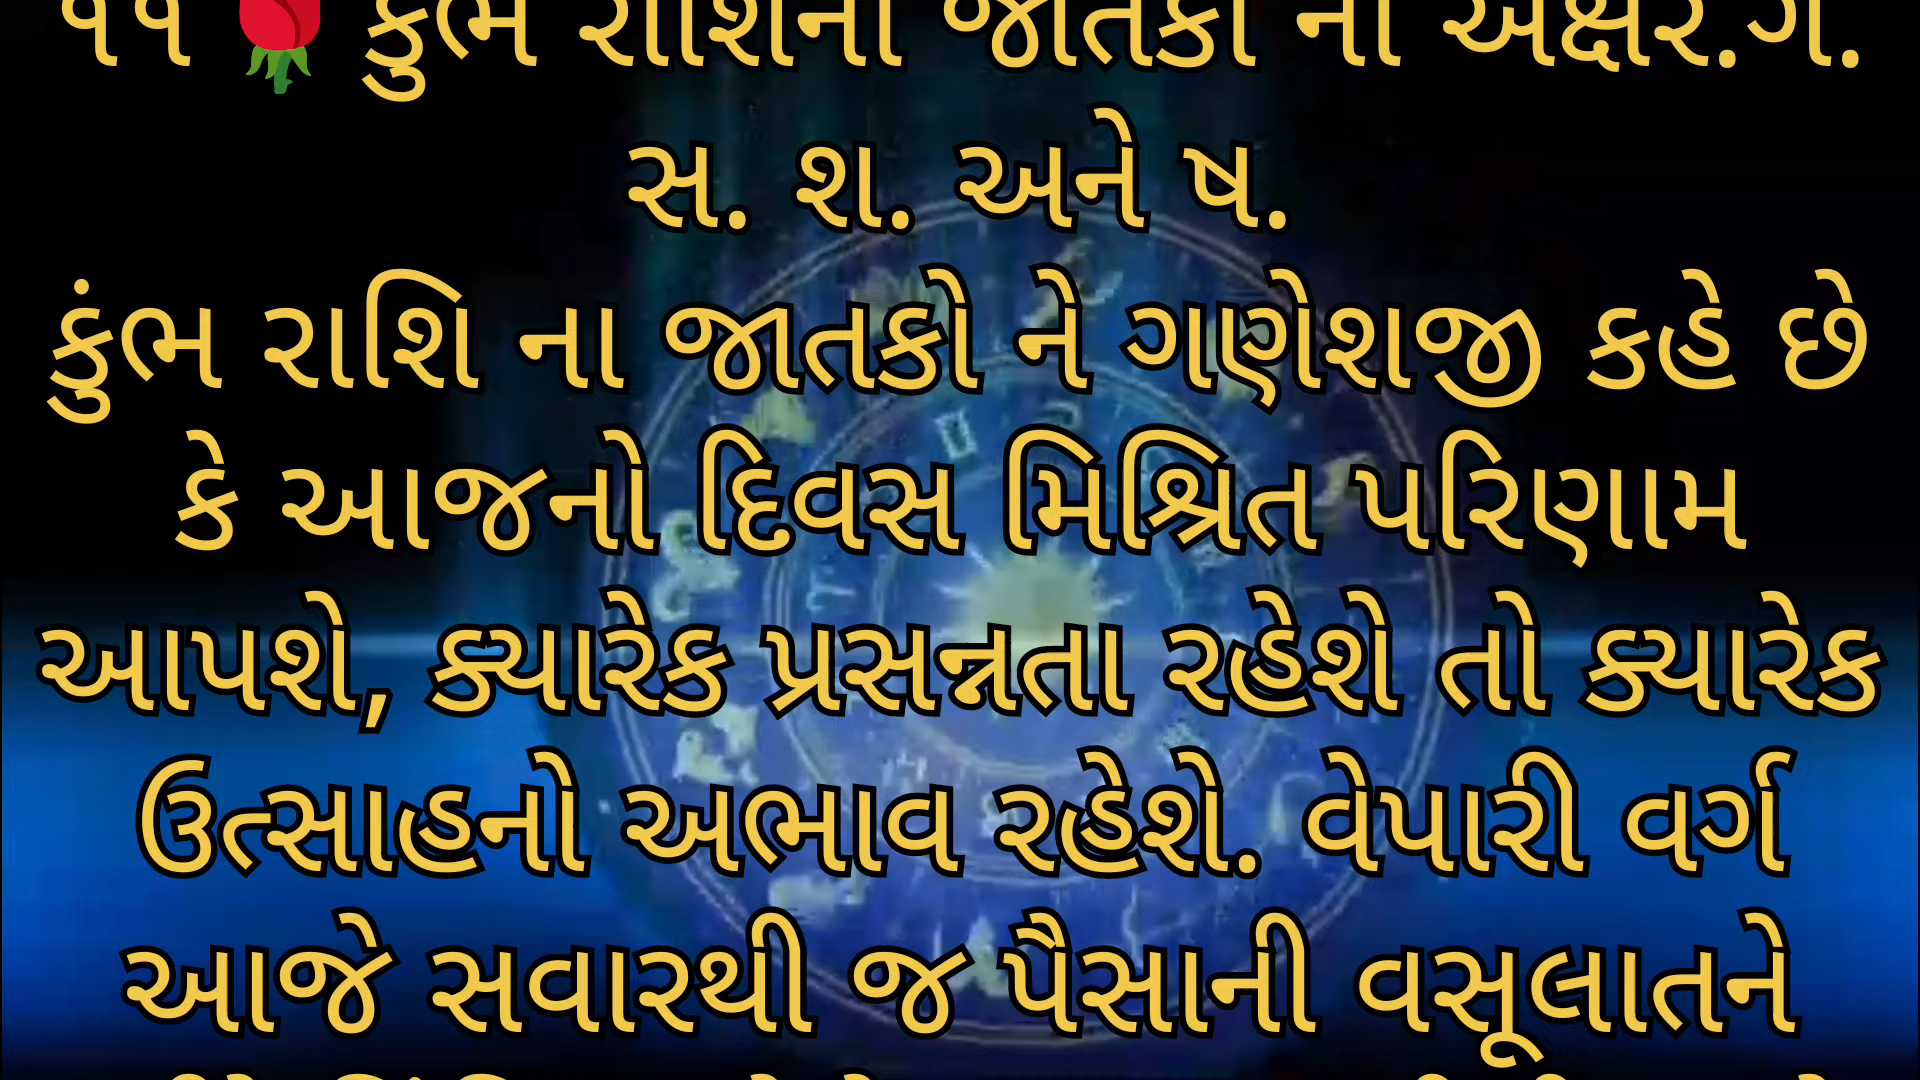 ૧૧ 🌹 કુંભ રાશિના જાતકો ના અક્ષર.ગ.
સ. શ. અને ષ.
કુંભ રાશિ ના જાતકો ને ગણેશજી કહે છે
કે આજનો દિવસ મિશ્રિત પરિણામ
આપશે, ક્યારેક પ્રસન્નતા રહેશે તો ક્યારેક
ઉત્સાહનો અભાવ રહેશે. વેપારી વર્ગ
આજે સવારથી જ પૈસાની વસૂલાતને